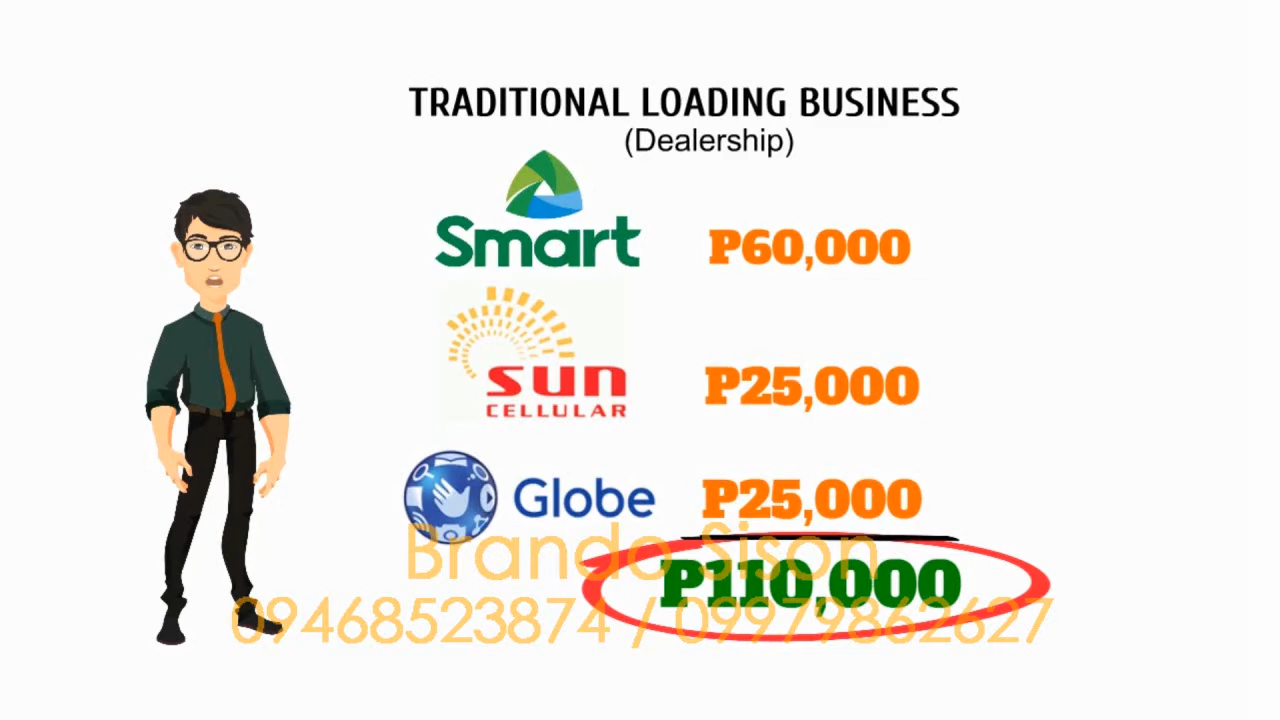 TRADITIONAL LOADING BUSINESS
(Dealership)
Smart P60,000
sun
CELLULAR
P25,000
Globe P25,000
P110,000
Brando Sison
09468523874 / 09979862627